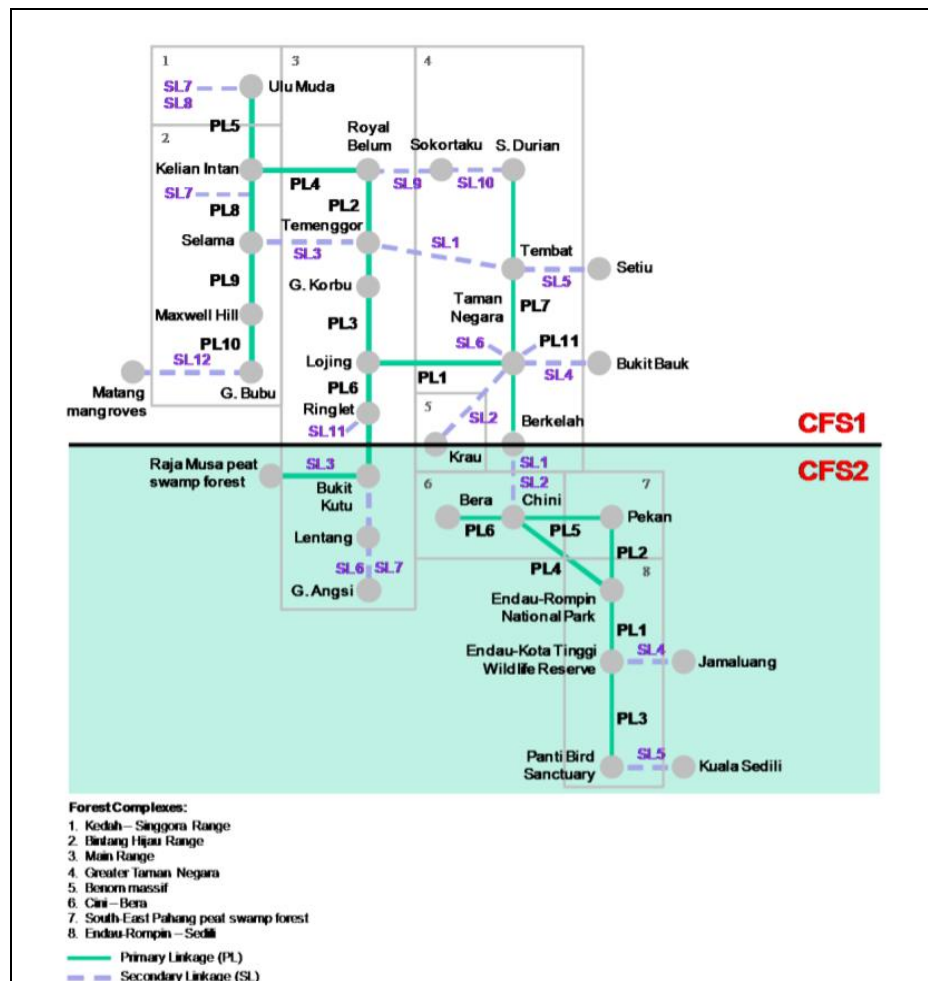 1
3
4
SL7
SL8
Ulu Muda
PL5
2
Royal
Belum
Sokortaku
S. Durian
Kelian Intan
PL4
SL9
SL10
SL7
PL8
PL2
Selama
Temenggor
SL3
SL1
Tembat
Setiu
SL5
PL9
G. Korbu
Taman
Negara
PL7
Maxwell Hill
PL3
PL11
SL6
PL10
SL12
Lojing
PL1
SL4
Bukit Bauk
Matang
mangroves
G. Bubu
PL6
5
Ringlet
SL2
Berkelah
SL11
CFS1
Krau
CFS2
Raja Musa peat
swamp forest
SL3
Bukit
Kutu
SL1
SL2
6
7
Bera
Chini
Pekan
PL6
PL5
Lentang
PL2
PL4
8
SL6
SL7
G. Angsi
Endau-Rompin
National Park
PL1
Endau-Kota Tinggi
Wildlife Reserve
SL4
Jamaluang
PL3
Panti Bird
Sanctuary
SL5
Kuala Sedili
Forest Complexes:
1. Kedah – Singgora Range
2. Bintang Hijau Range
3. Main Range
4. Greater Taman Negara
5. Benom massif
6. Cini – Bera
7. South-East Pahang peat swamp forest
8. Endau-Rompin – Sedili
Primary Linkage (PL)
Secondary Linkage (SL)